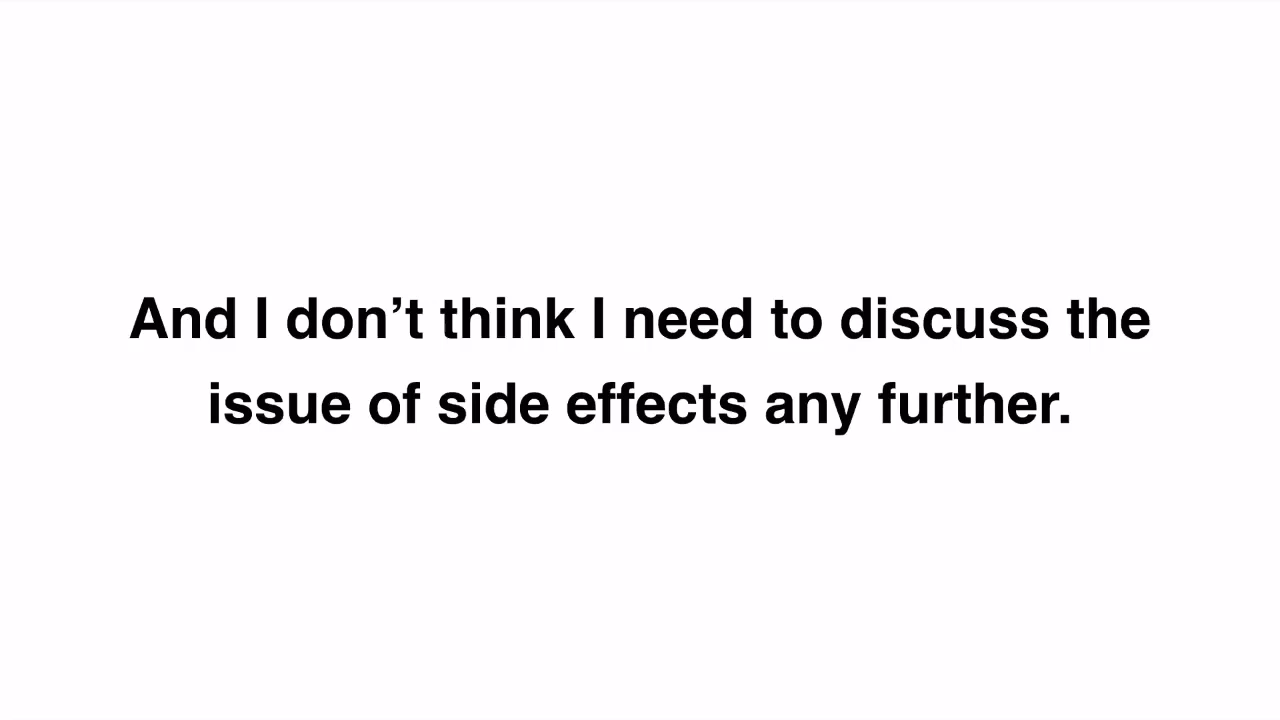 And I don’t think I need to discuss the
issue of side effects any further.